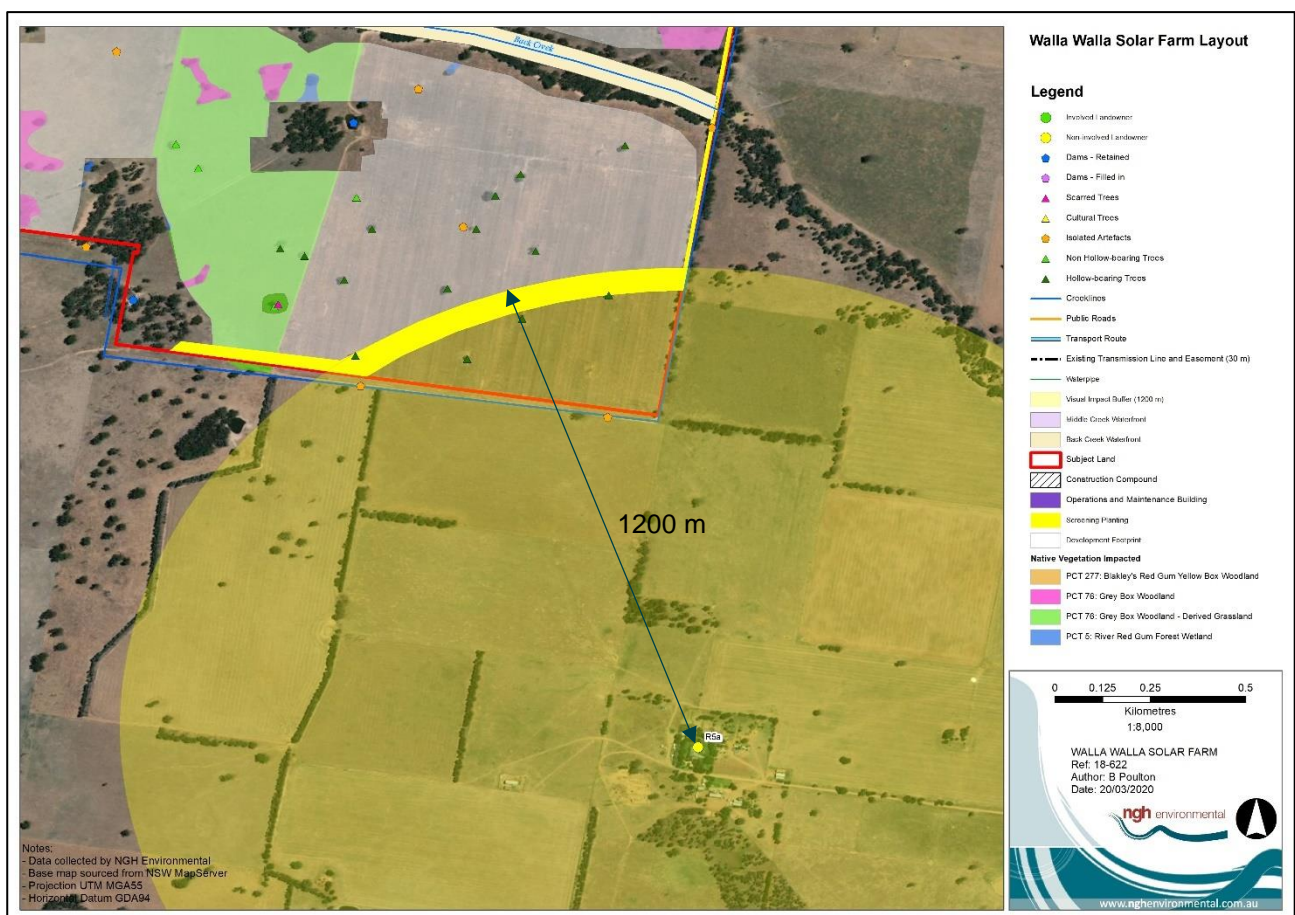 Walla Walla Solar Farm Layout
Legend
Involved Landowner
Non-involved Landowner
Dams - Retained
Dams - Filled in
Scarred Trees
Cultural Trees
Isolated Artefacts
Non Hollow-bearing Trees
Hollow-bearing Trees
Creeklines
Public Roads
Transport Route
Existing Transmission Line and Easement (30 m)
Waterpipe
Visual Impact Buffer (1200 m)
Middle Creek Waterfront
Back Creek Waterfront
Subject Land
Construction Compound
Operations and Maintenance Building
Screening Planting
Development Footprint
Native Vegetation Impacted
PCT 277: Blakley's Red Gum Yellow Box Woodland
PCT 76: Grey Box Woodland
PCT 76: Grey Box Woodland - Derived Grassland
PCT 5: River Red Gum Forest Wetland
Back Creek
1200 m
R5a
Notes:
- Data collected by NGH Environmental
- Base map sourced from NSW MapServer
- Projection UTM MGA55
- Horizontal Datum GDA94
0 0.125 0.25 0.5
Kilometres
1:8,000
WALLA WALLA SOLAR FARM
Ref: 18-622
Author: B Poulton
Date: 20/03/2020
ngh environmental
www.nghenvironmental.com.au